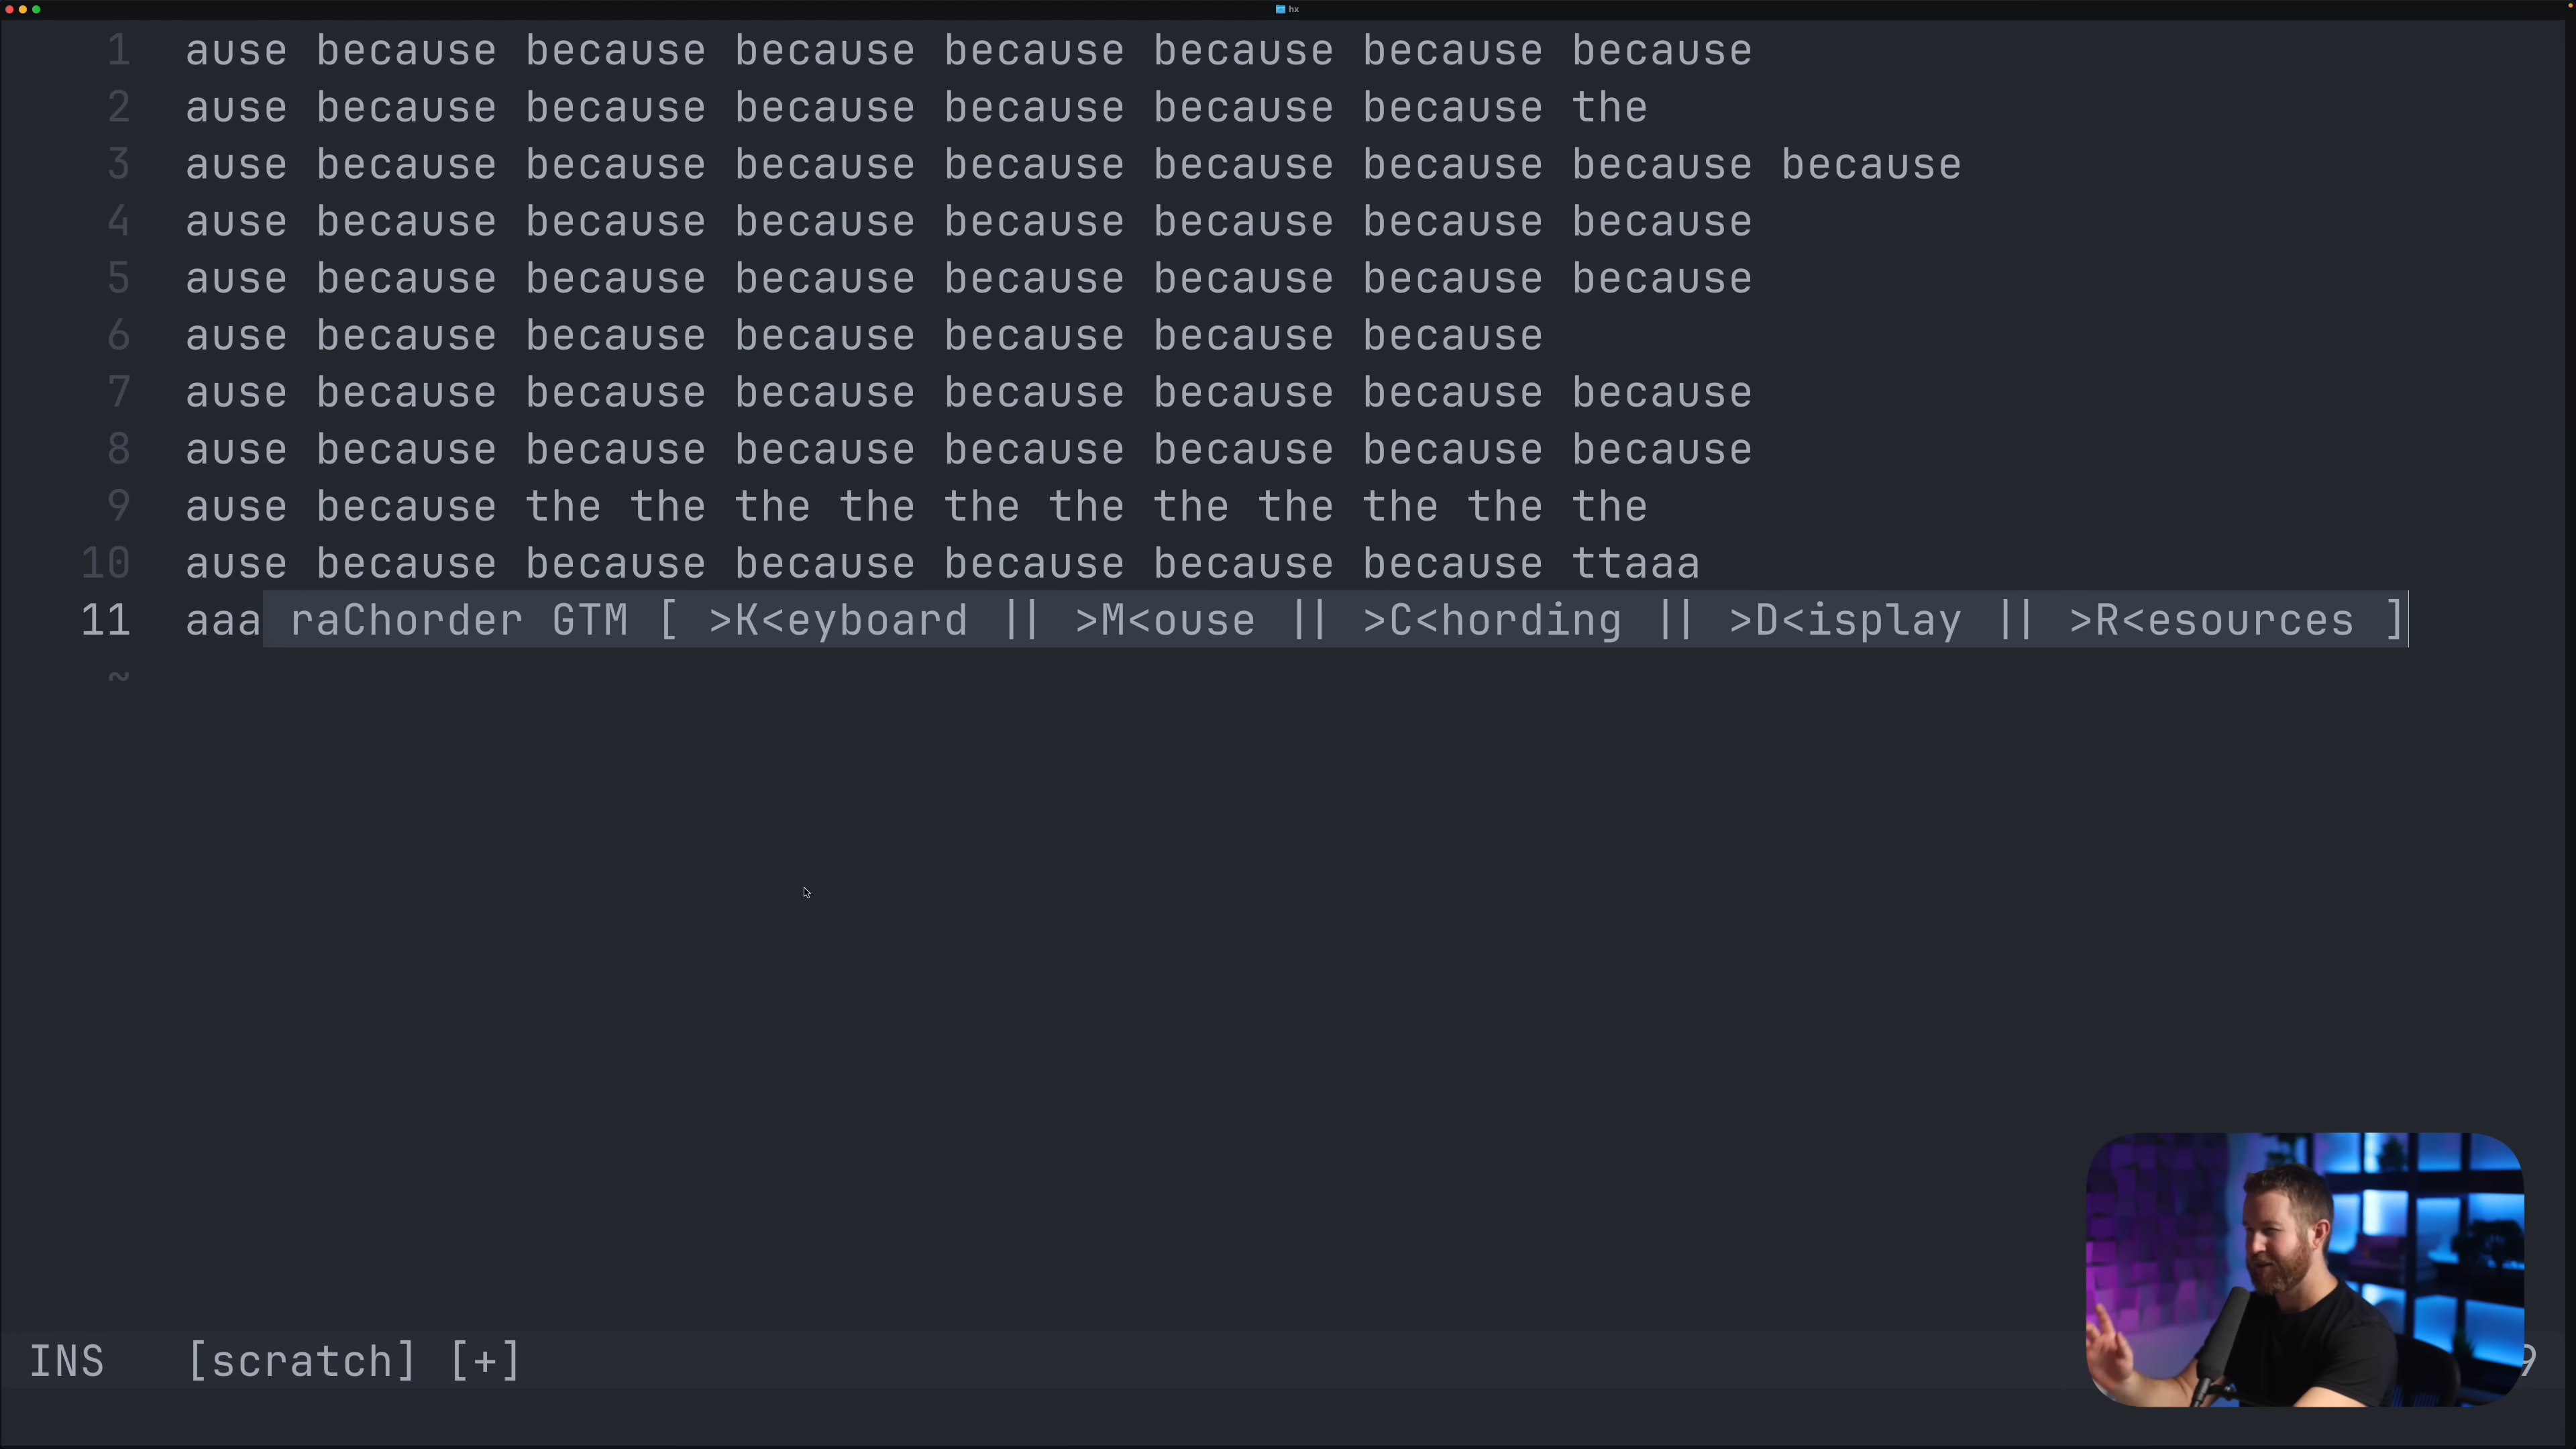 hx
1 ause because because because because because because because
2 ause because because because because because because the
3 ause because because because because because because because because
4 ause because because because because because because because
5 ause because because because because because because because
6 ause because because because because because because
7 ause because because because because because because because
8 ause because because because because because because because
9 ause because the the the the the the the the the the the
10 ause because because because because because because ttaaa
11 aaa raChorder GTM [ >K<eyboard || >M<ouse || >C<hording || >D<isplay || >R<esources ]
~
INS [scratch] [+] 9